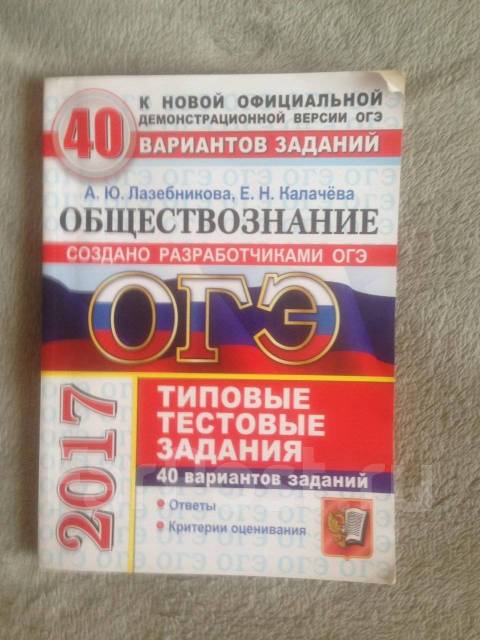 40
К НОВОЙ ОФИЦИАЛЬНОЙ
ДЕМОНСТРАЦИОННОЙ ВЕРСИИ ОГЭ
ВАРИАНТОВ ЗАДАНИЙ
А. Ю. Лазебникова, Е. Н. Калачёва
ОБЩЕСТВОЗНАНИЕ
СОЗДАНО РАЗРАБОТЧИКАМИ ОГЭ
ОГЭ
2017
ТИПОВЫЕ
ТЕСТОВЫЕ
ЗАДАНИЯ
40 вариантов заданий
• Ответы
• Критерии оценивания